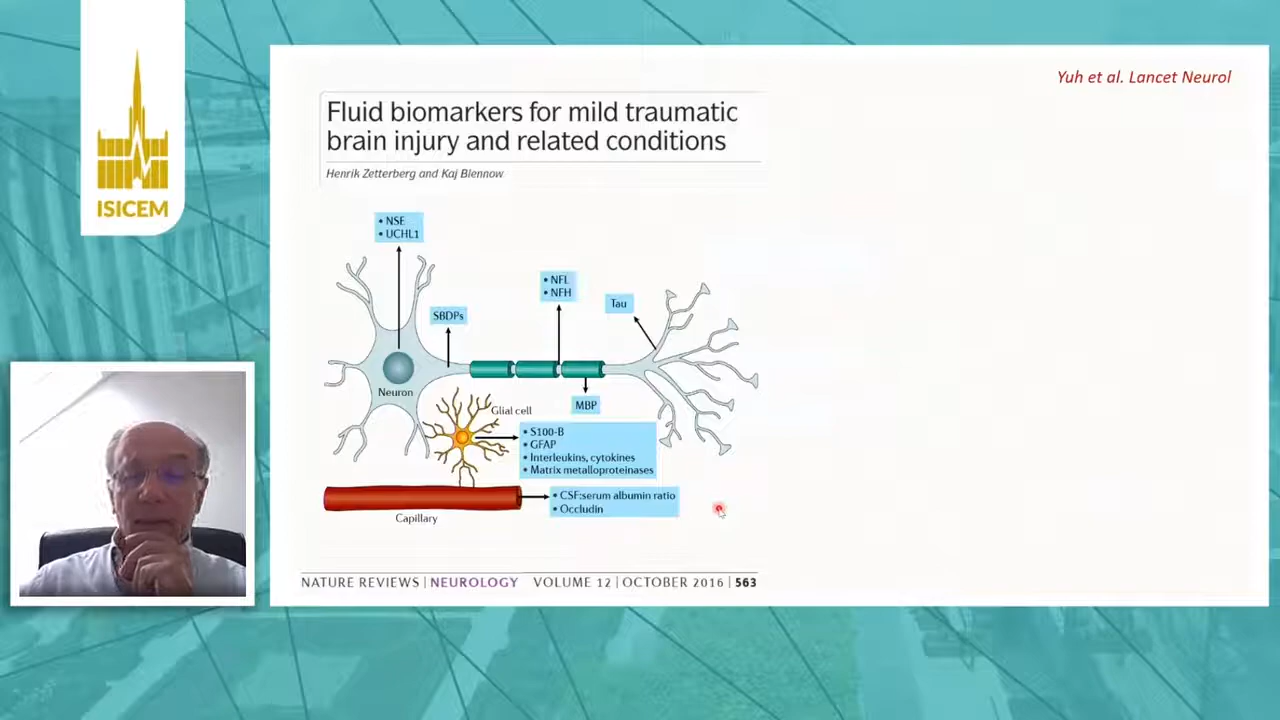 ISICEM
Yuh et al. Lancet Neurol
Fluid biomarkers for mild traumatic
brain injury and related conditions
Henrik Zetterberg and Kaj Blennow
• NSE
• UCHL1
SBDPs
• NFL
• NFH
Tau
Neuron
MBP
Glial cell
• S100-B
• GFAP
• Interleukins, cytokines
• Matrix metalloproteinases
• CSF:serum albumin ratio
• Occludin
Capillary
NATURE REVIEWS | NEUROLOGY VOLUME 12 | OCTOBER 2016 | 563